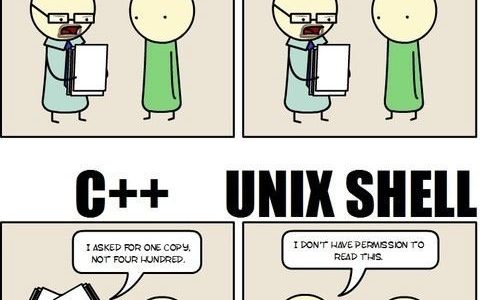 C++
UNIX SHELL
I ASKED FOR ONE COPY,
NOT FOUR HUNDRED.
I DON'T HAVE PERMISSION TO
READ THIS.